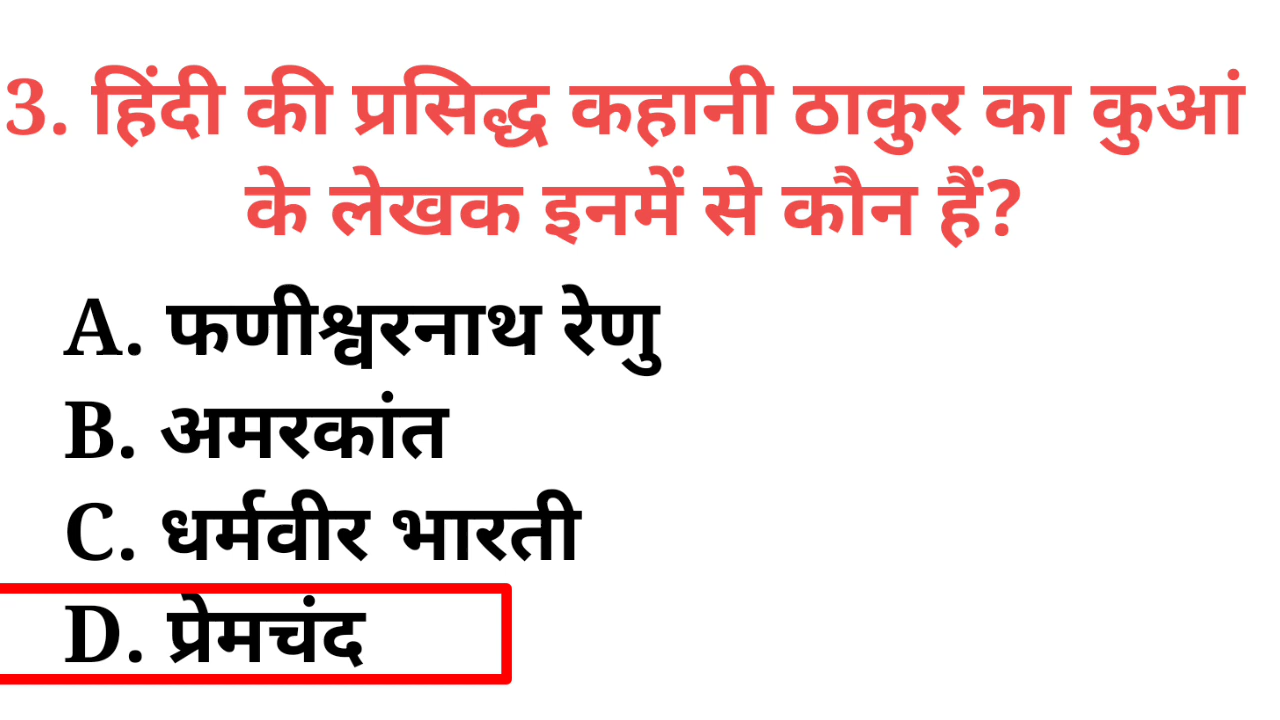 3. हिंदी की प्रसिद्ध कहानी ठाकुर का कुआं
के लेखक इनमें से कौन हैं?
A. फणीश्वरनाथ रेणु
B. अमरकांत
C. धर्मवीर भारती
D. प्रेमचंद